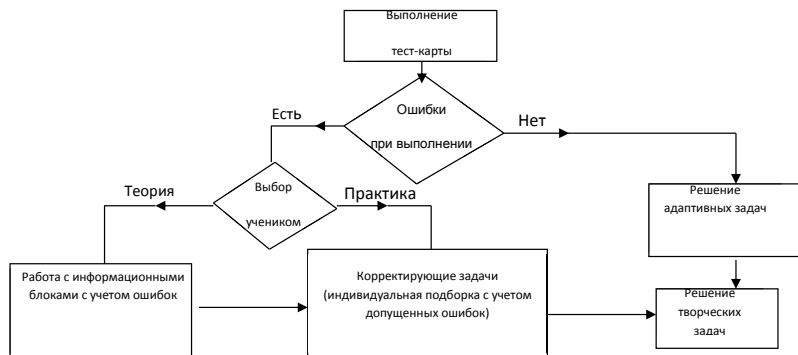 Выполнение
тест-карты
Ошибки
при выполнении
Есть
Нет
Выбор
учеником
Теория
Практика
Решение
адаптивных задач
Работа с информационными
блоками с учетом ошибок
Корректирующие задачи
(индивидуальная подборка с учетом
допущенных ошибок)
Решение
творческих
задач